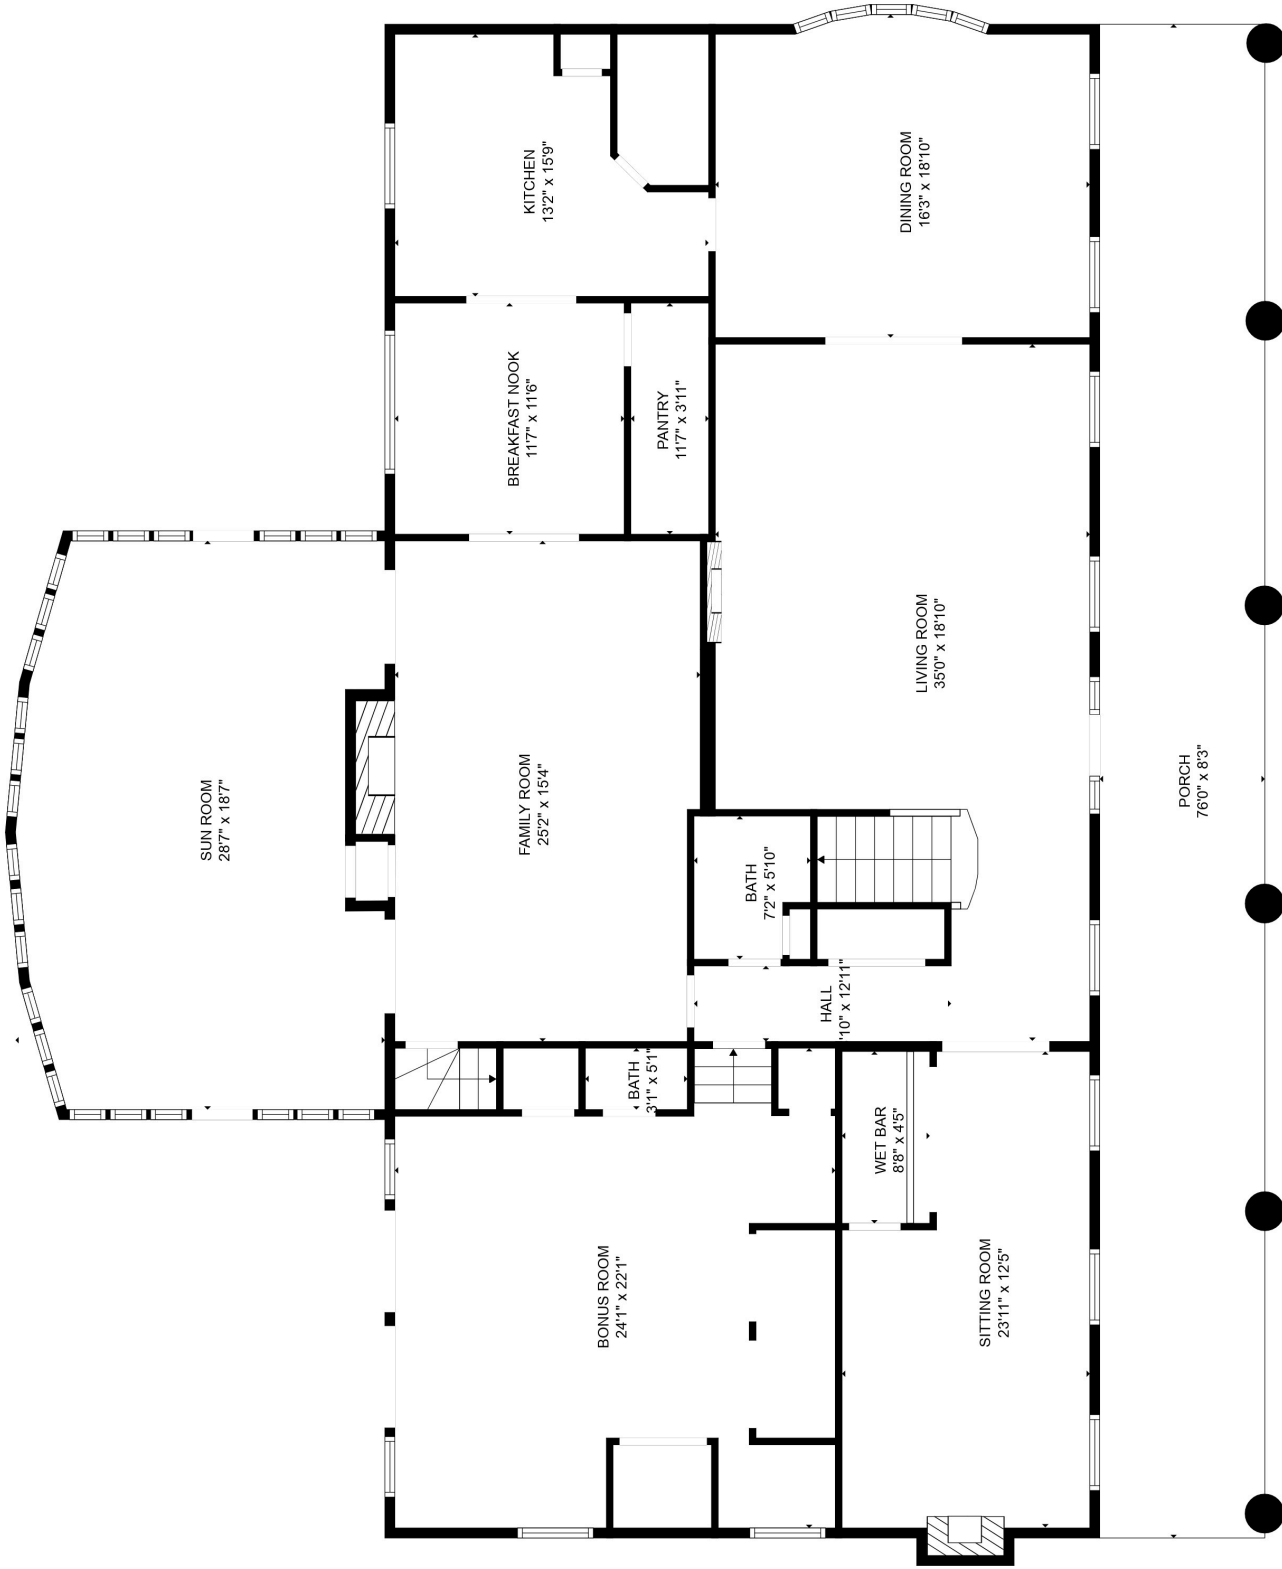 KITCHEN
13'2" x 15'9"
DINING ROOM
16'3" x 18'10"
BREAKFAST NOOK
11'7" x 11'6"
PANTRY
11'7" x 3'11"
LIVING ROOM
35'0" x 18'10"
SUN ROOM
28'7" x 18'7"
FAMILY ROOM
25'2" x 15'4"
PORCH
76'0" x 8'3"
BATH
7'2" x 5'10"
HALL
'10" x 12'11"
BATH
3'1" x 5'1"
WET BAR
8'8" x 4'5"
BONUS ROOM
24'1" x 22'1"
SITTING ROOM
23'11" x 12'5"